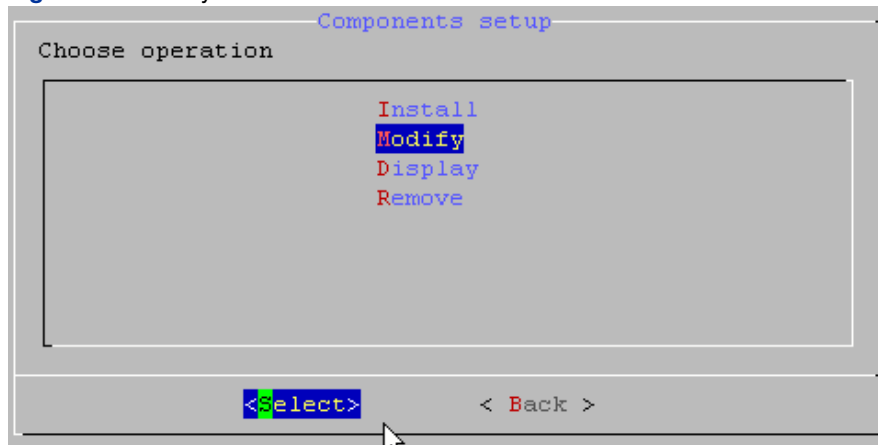 Components setup
Choose operation
Install
Modify
Display
Remove
<Select> < Back >